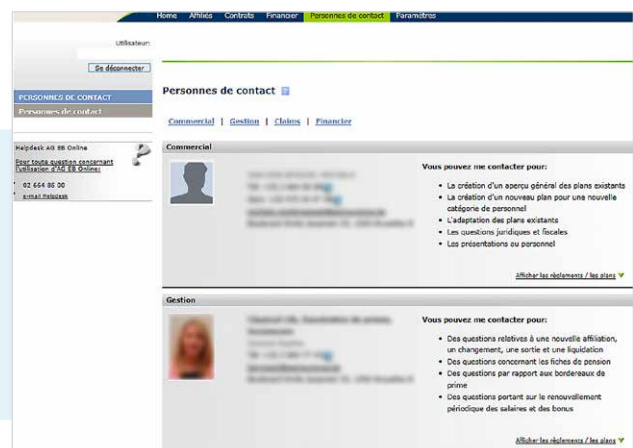 Home Affiliés Contrats Financier Personnes de contact Paramètres
Utilisateur:
Se déconnecter
PERSONNES DE CONTACT
Personnes de contact
Helpdesk AG EB Online
Pour toute question concernant
l'utilisation d'AG EB Online:
02 664 86 00
e-mail Helpdesk
Personnes de contact
Commercial | Gestion | Claims | Financier
Commercial
Vous pouvez me contacter pour:
• La création d'un aperçu général des plans existants
• La création d'un nouveau plan pour une nouvelle
catégorie de personnel
• L'adaptation des plans existants
• Les questions juridiques et fiscales
• Les présentations au personnel
Afficher les règlements / les plans
Gestion
Vous pouvez me contacter pour:
• Des questions relatives à une nouvelle affiliation,
un changement, une sortie et une liquidation
• Des questions concernant les fiches de pension
• Des questions par rapport aux bordereaux de
prime
• Des questions portant sur le renouvellement
périodique des salaires et des bonus
Afficher les règlements / les plans